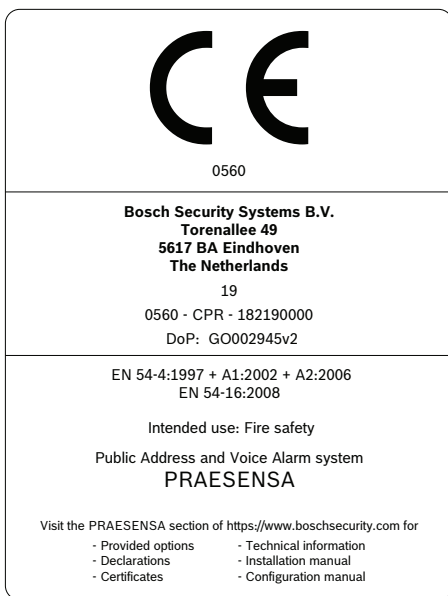 CE
0560
Bosch Security Systems B.V.
Torenallee 49
5617 BA Eindhoven
The Netherlands
19
0560 - CPR - 182190000
DoP: GO002945v2
EN 54-4:1997 + A1:2002 + A2:2006
EN 54-16:2008
Intended use: Fire safety
Public Address and Voice Alarm system
PRAESENSA
Visit the PRAESENSA section of https://www.boschsecurity.com for
- Provided options
- Declarations
- Certificates
- Technical information
- Installation manual
- Configuration manual